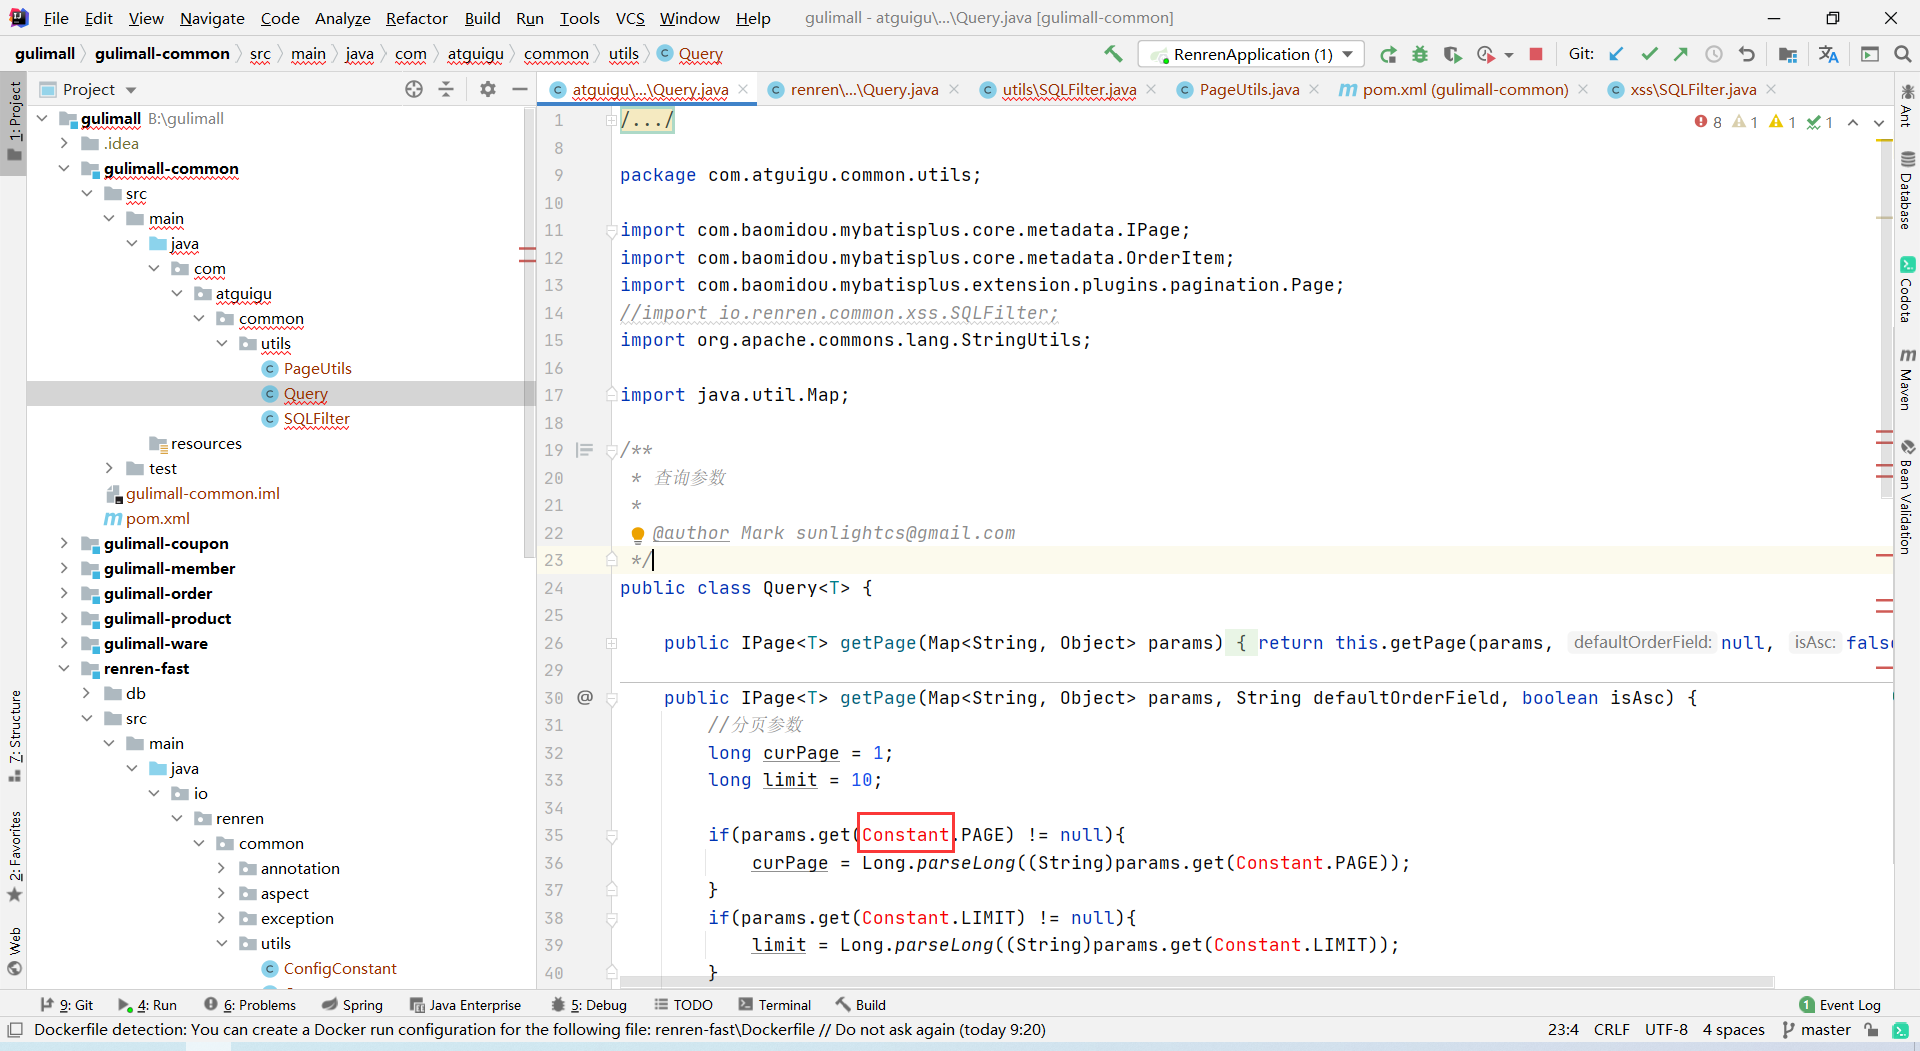 File Edit View Navigate Code Analyze Refactor Build Run Tools VCS Window Help gulimall - atguigu\...\Query.java [gulimall-common]
gulimall gulimall-common src main java com atguigu common utils Query RenrenApplication (1) Git:
1: Project
Project
atguigu\...\Query.java renren\...\Query.java utils\SQLFilter.java PageUtils.java pom.xml (gulimall-common) xss\SQLFilter.java
gulimall B:\gulimall
.idea
gulimall-common
src
main
java
com
atguigu
common
utils
PageUtils
Query
SQLFilter
resources
test
gulimall-common.iml
pom.xml
gulimall-coupon
gulimall-member
gulimall-order
gulimall-product
gulimall-ware
renren-fast
db
src
main
java
io
renren
common
annotation
aspect
exception
utils
ConfigConstant
7: Structure
2: Favorites
Web
8 1 1 1
1 /.../
8
9 package com.atguigu.common.utils;
10
11 import com.baomidou.mybatisplus.core.metadata.IPage;
12 import com.baomidou.mybatisplus.core.metadata.OrderItem;
13 import com.baomidou.mybatisplus.extension.plugins.pagination.Page;
14 //import io.renren.common.xss.SQLFilter;
15 import org.apache.commons.lang.StringUtils;
16
17 import java.util.Map;
18
19 /**
20 * 查询参数
21 *
22 * @author Mark sunlightcs@gmail.com
23 */
24 public class Query<T> {
25
26 public IPage<T> getPage(Map<String, Object> params) { return this.getPage(params, defaultOrderField: null, isAsc: false
29
30 @ public IPage<T> getPage(Map<String, Object> params, String defaultOrderField, boolean isAsc) {
31 //分页参数
32 long curPage = 1;
33 long limit = 10;
34
35 if(params.get(Constant.PAGE) != null){
36 curPage = Long.parseLong((String)params.get(Constant.PAGE));
37 }
38 if(params.get(Constant.LIMIT) != null){
39 limit = Long.parseLong((String)params.get(Constant.LIMIT));
40 }
Ant
Database
Codota
Maven
Bean Validation
9: Git 4: Run 6: Problems Spring Java Enterprise 5: Debug TODO Terminal Build 1 Event Log
Dockerfile detection: You can create a Docker run configuration for the following file: renren-fast\Dockerfile // Do not ask again (today 9:20) 23:4 CRLF UTF-8 4 spaces master